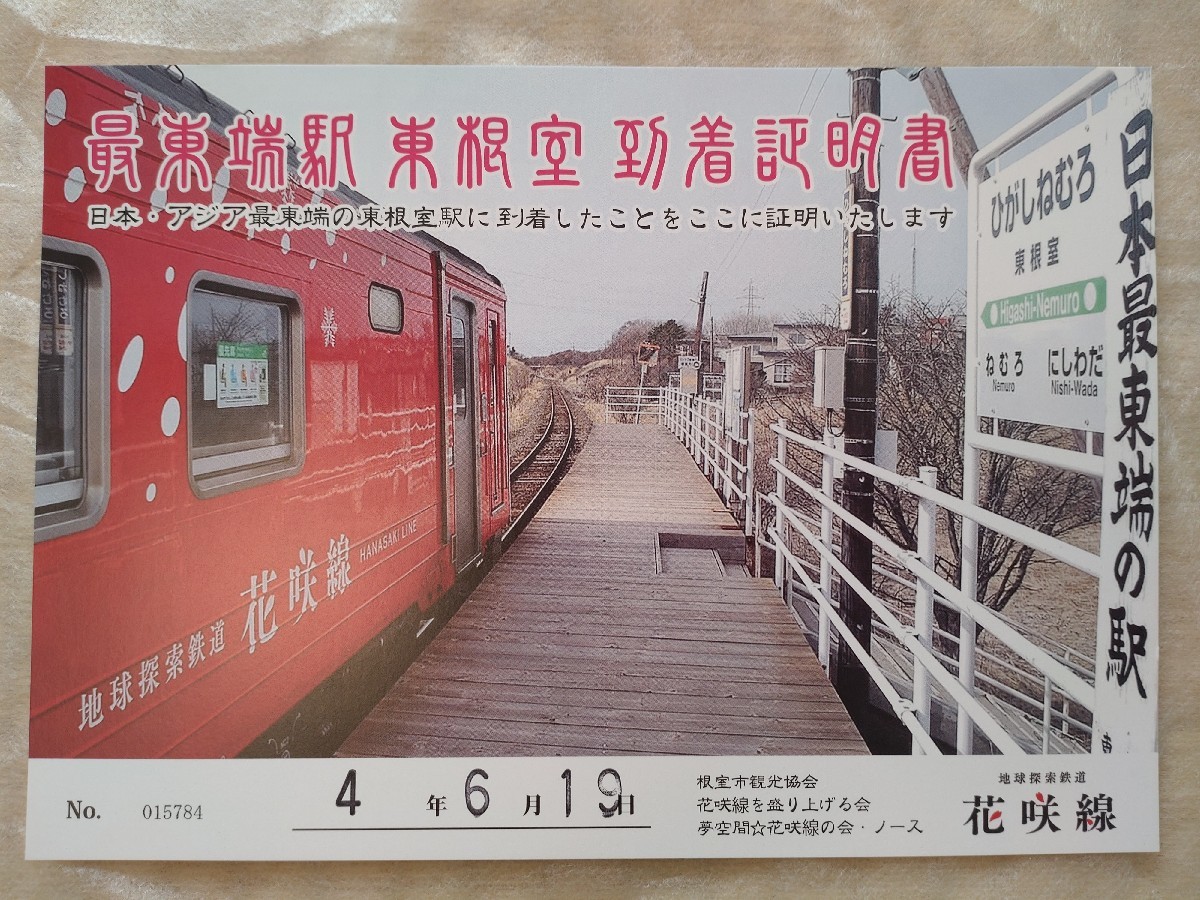 最東端駅 東根室 到着証明書
日本・アジア最東端の東根室駅に到着したことをここに証明いたします
ひがしねむろ
東根室
Higashi-Nemuro
ねむろ にしわだ
Nemuro Nishi-Wada
日本最東端の駅
優先席
地球探索鉄道 花咲線 HANASAKI LINE
No. 015784
4 年 6 月 19日
根室市観光協会
花咲線を盛り上げる会
夢空間☆花咲線の会・ノース
地球探索鉄道
花咲線